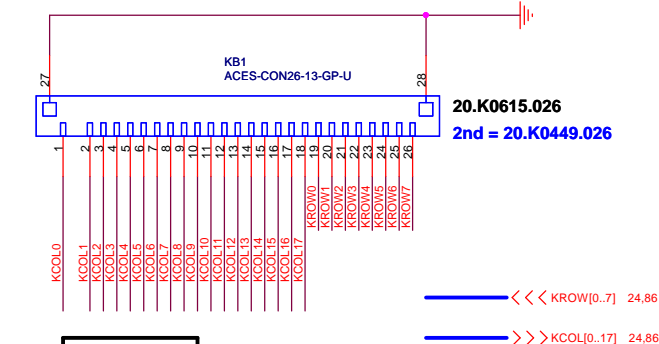 KB1
ACES-CON26-13-GP-U
27
28
20.K0615.026
2nd = 20.K0449.026
1
2
3
4
5
6
7
8
9
10
11
12
13
14
15
16
17
18
19
20
21
22
23
24
25
26
KCOL0
KCOL1
KCOL2
KCOL3
KCOL4
KCOL5
KCOL6
KCOL7
KCOL8
KCOL9
KCOL10
KCOL11
KCOL12
KCOL13
KCOL14
KCOL15
KCOL16
KCOL17
KROW0
KROW1
KROW2
KROW3
KROW4
KROW5
KROW6
KROW7
KROW[0..7] 24,86
KCOL[0..17] 24,86